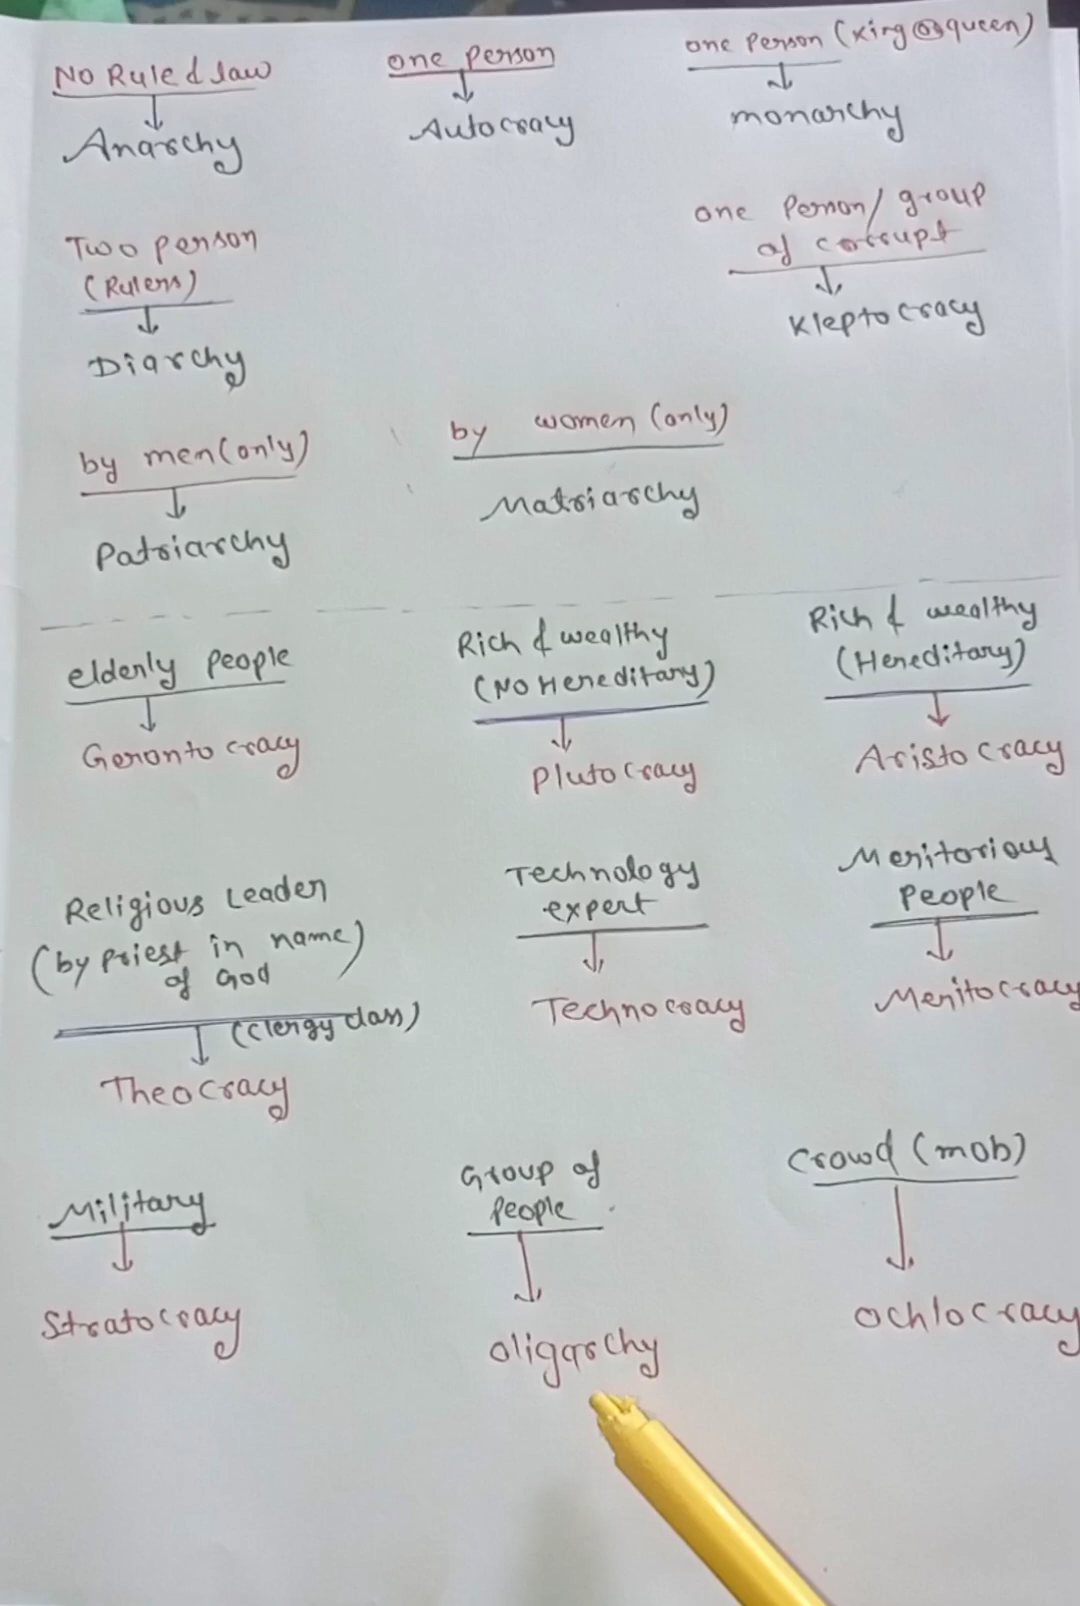 No Rule & law
Anarchy
one person
Autocracy
one person (king or queen)
monarchy
Two person
(Rulers)
Diarchy
one Person/ group
of corrupt
Kleptocracy
by men (only)
Patriarchy
by women (only)
Matriarchy
elderly people
Gerontocracy
Rich & wealthy
(No Hereditary)
Plutocracy
Rich & wealthy
(Hereditary)
Aristocracy
Religious Leader
(by priest in name
of God)
(clergy class)
Theocracy
Technology
expert
Technocracy
Meritorious
People
Meritocracy
Military
Stratocracy
Group of
People
Oligarchy
Crowd (mob)
Ochlocracy